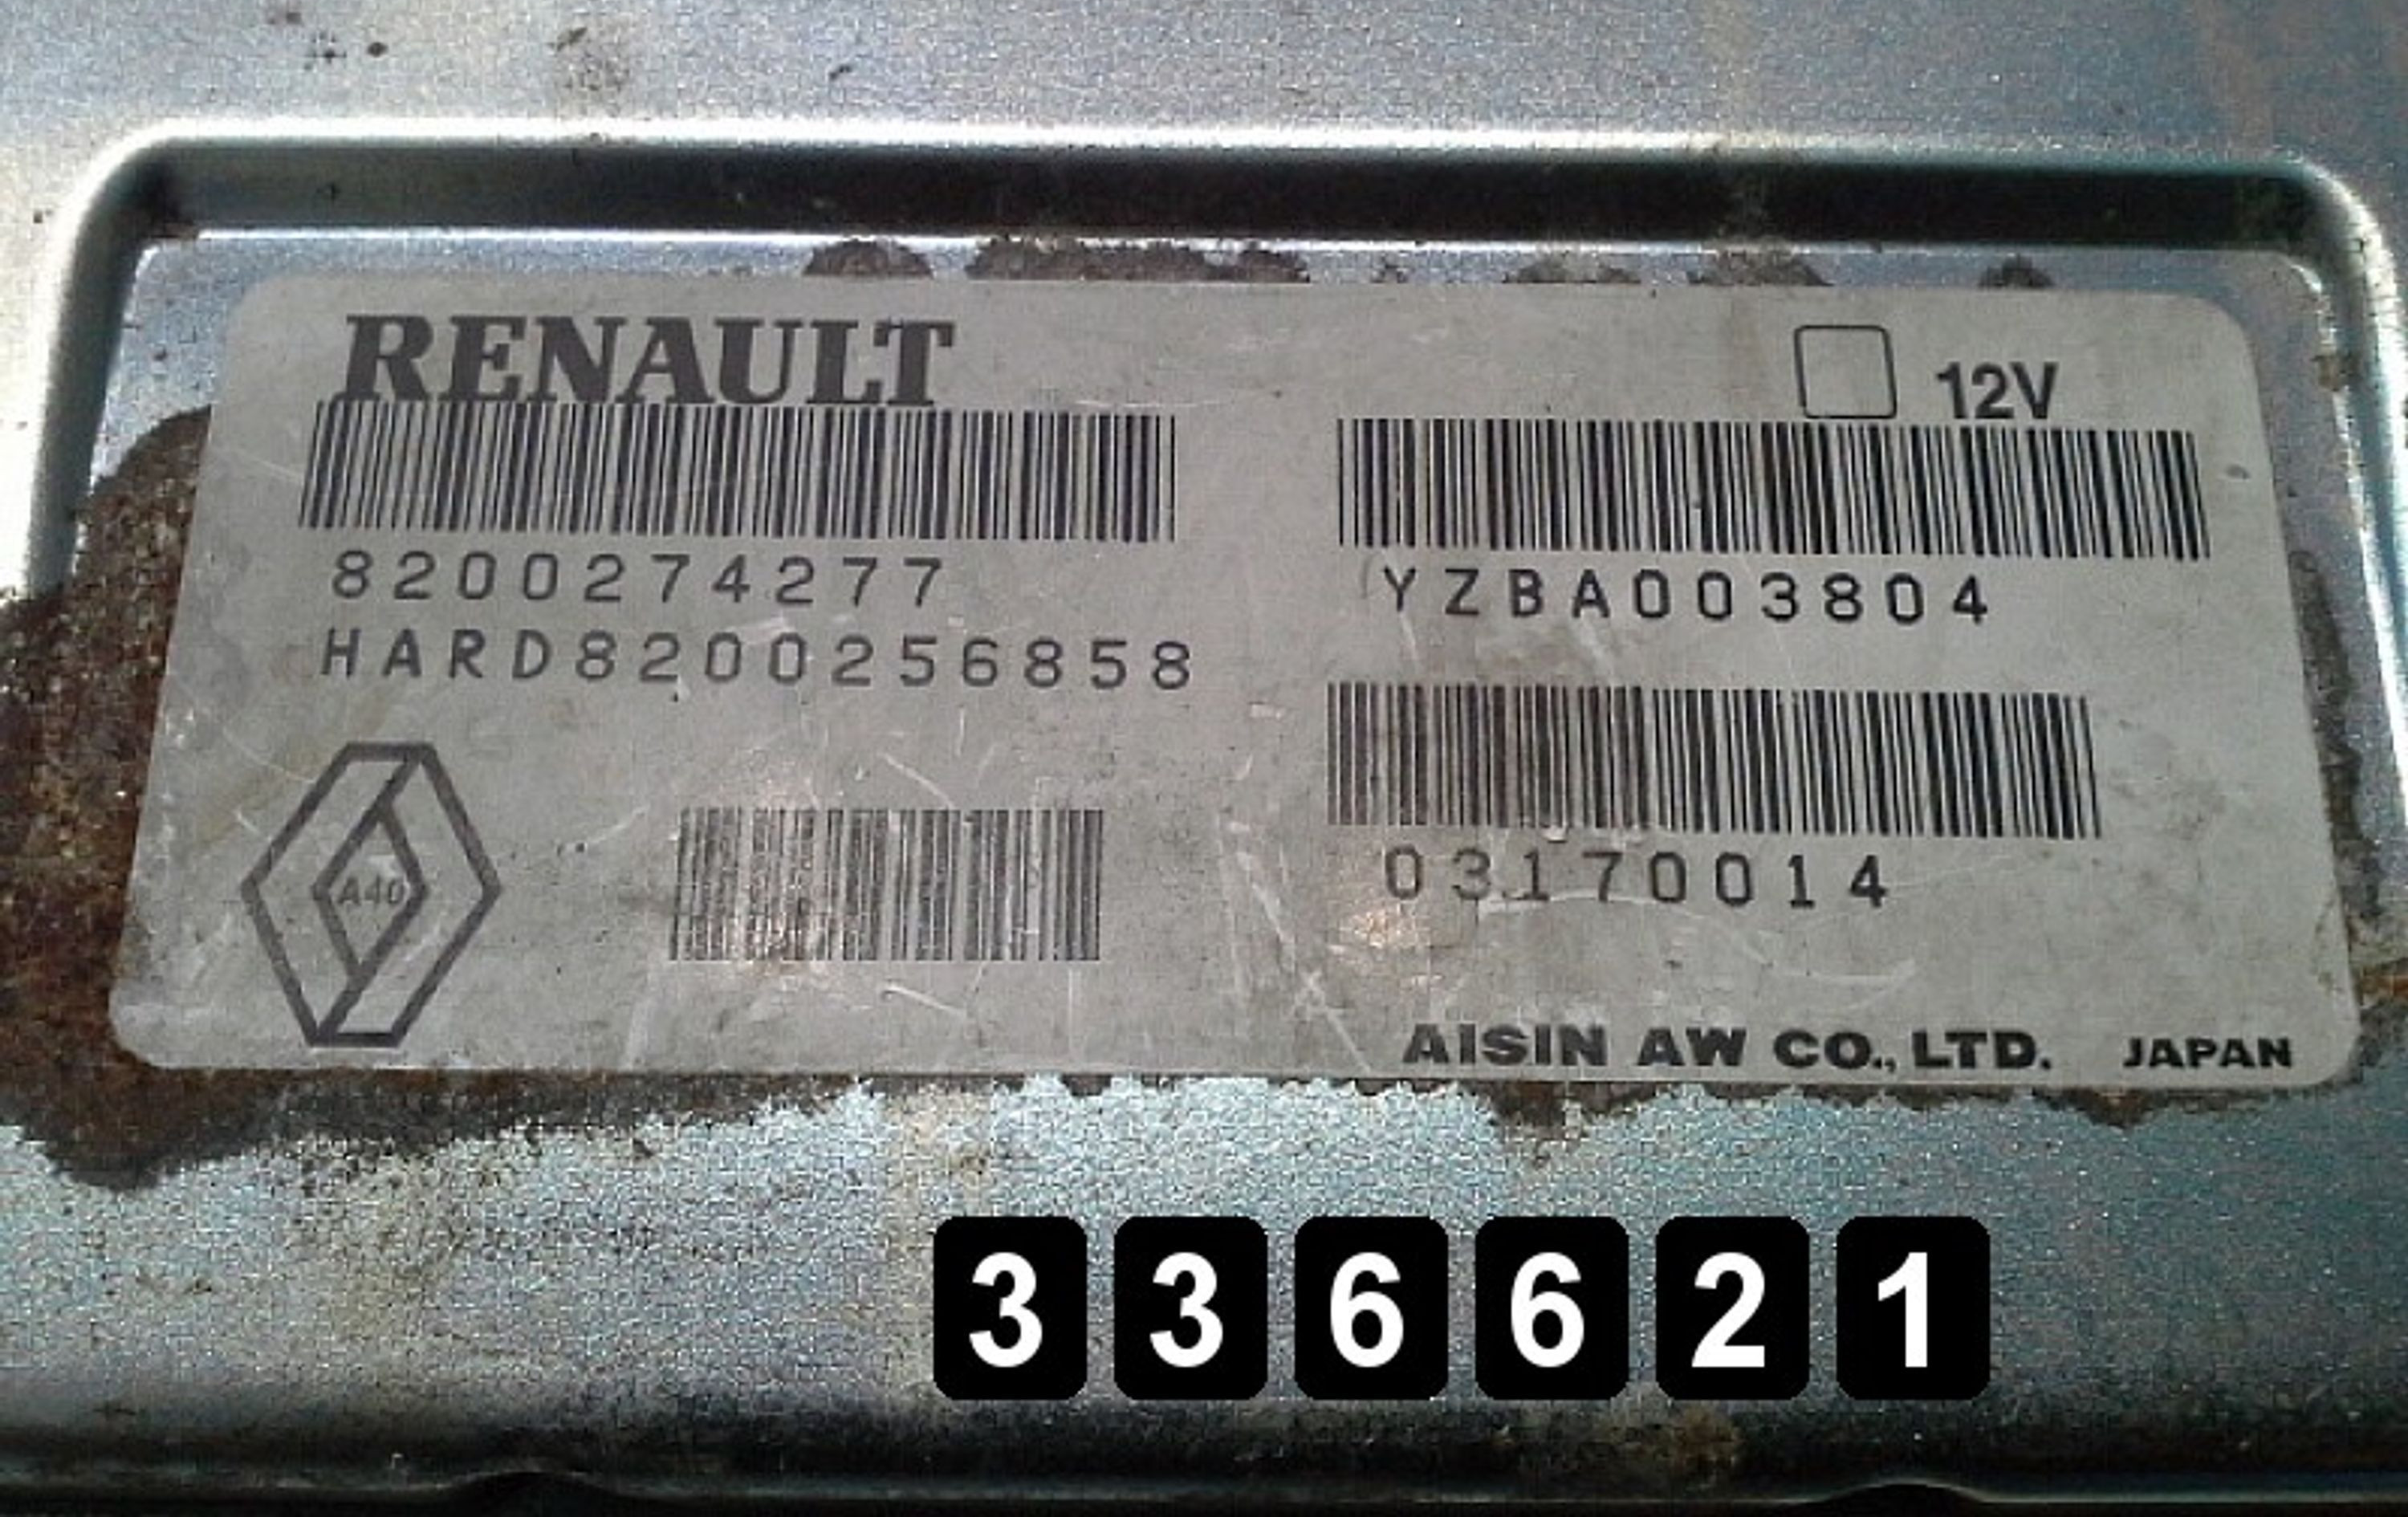 RENAULT
12V
8200274277
HARD8200256858
YZBA003804
03170014
A40
AISIN AW CO., LTD. JAPAN
336621